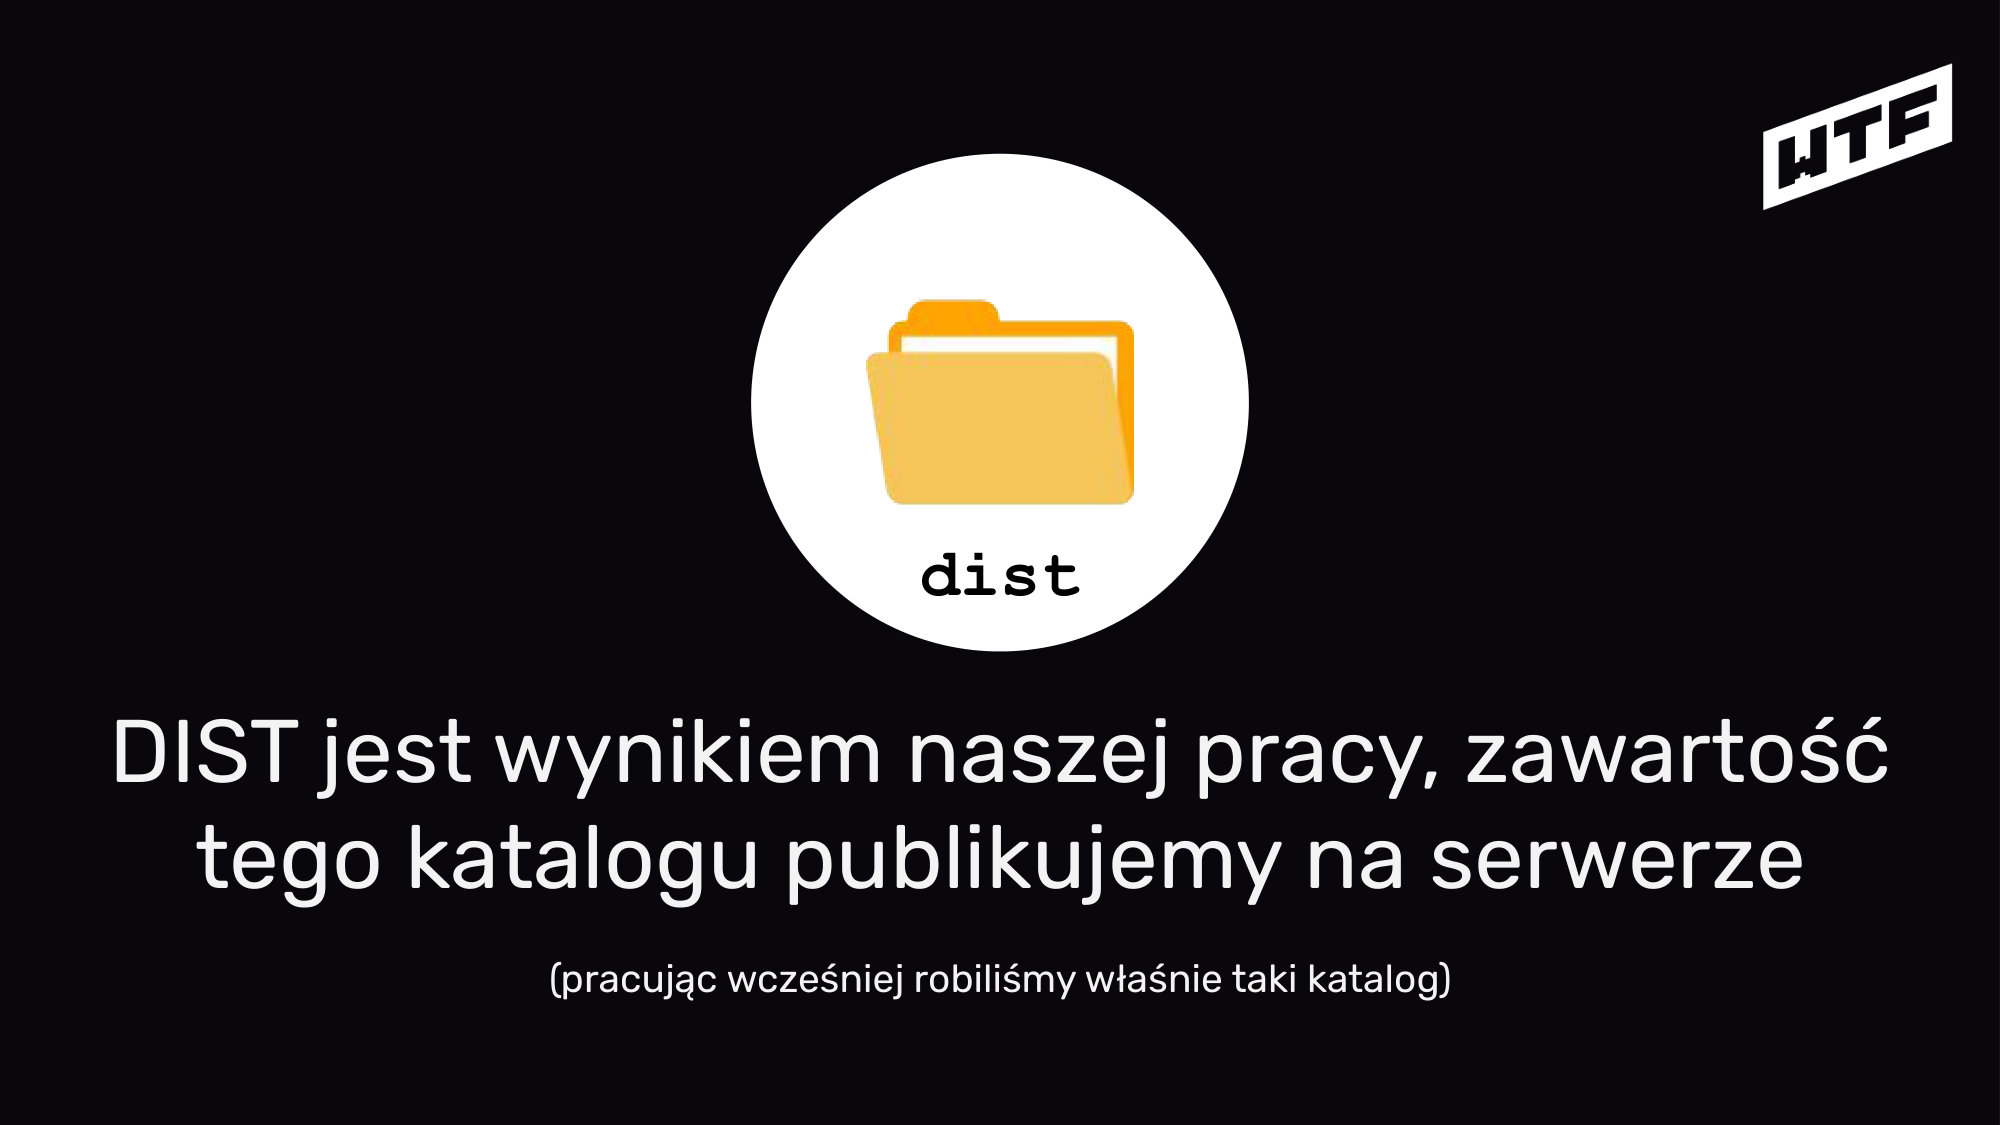 WTF
dist
DIST jest wynikiem naszej pracy, zawartość
tego katalogu publikujemy na serwerze
(pracując wcześniej robiliśmy właśnie taki katalog)